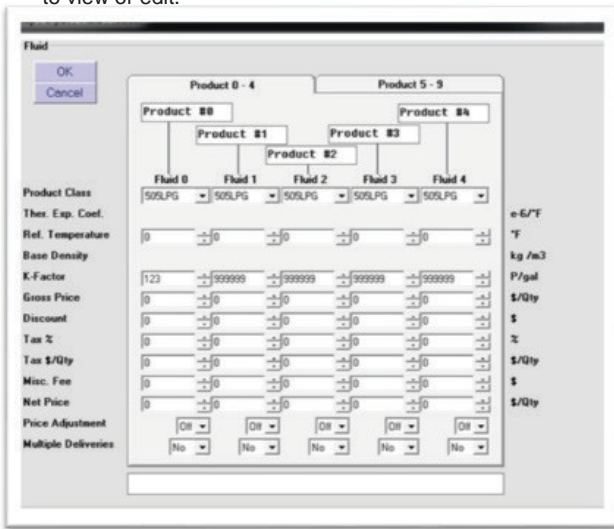 to view or edit.
Fluid
OK
Cancel
Product 0 - 4 Product 5 - 9
Product #0 Product #4
Product #1 Product #3
Product #2
Fluid 0 Fluid 1 Fluid 2 Fluid 3 Fluid 4
Product Class 505LPG 505LPG 505LPG 505LPG 505LPG
Ther. Exp. Coef. e-6/°F
Ref. Temperature 0 0 0 0 0 °F
Base Density kg /m3
K-Factor 123 999999 999999 999999 999999 P/gal
Gross Price 0 0 0 0 0 $/Qty
Discount 0 0 0 0 0 $
Tax % 0 0 0 0 0 %
Tax $/Qty 0 0 0 0 0 $/Qty
Misc. Fee 0 0 0 0 0 $
Net Price 0 0 0 0 0 $/Qty
Price Adjustment Off Off Off Off Off
Multiple Deliveries No No No No No